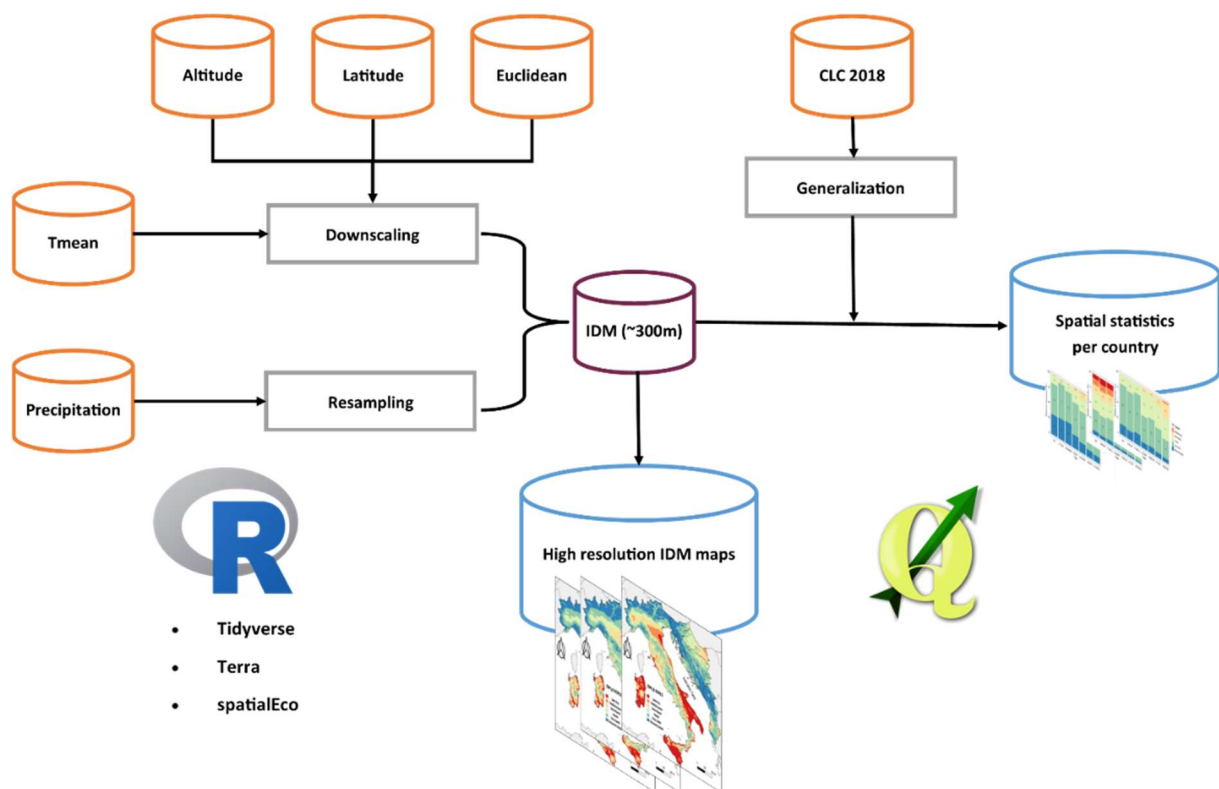 Altitude
Latitude
Euclidean
CLC 2018
Generalization
Tmean
Downscaling
IDM (~300m)
Spatial statistics
per country
Precipitation
Resampling
R
High resolution IDM maps
Q
• Tidyverse
• Terra
• spatialEco